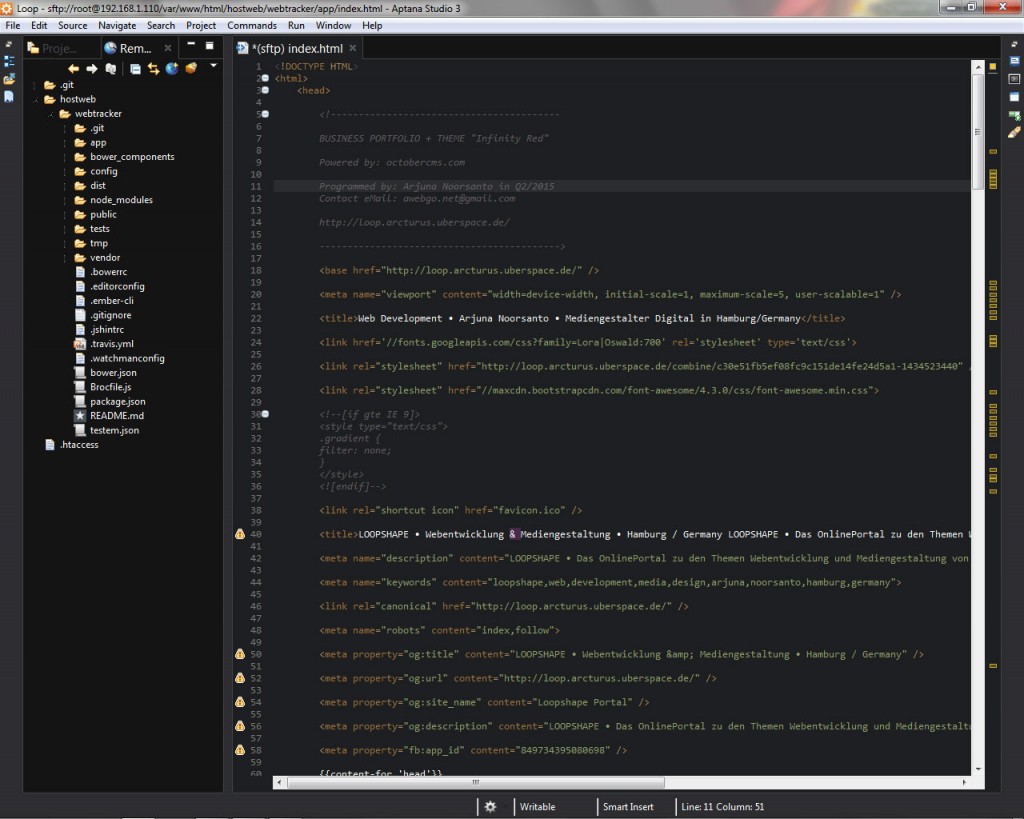 Loop - sftp://root@192.168.1.110/var/www/html/hostweb/webtracker/app/index.html - Aptana Studio 3
File Edit Source Navigate Search Project Commands Run Window Help
Proje... Rem...
*(sftp) index.html
.git
hostweb
webtracker
.git
app
bower_components
config
dist
node_modules
public
tests
tmp
vendor
.bowerrc
.editorconfig
.ember-cli
.gitignore
.jshintrc
.travis.yml
.watchmanconfig
bower.json
Brocfile.js
package.json
README.md
testem.json
.htaccess
1 <!DOCTYPE HTML>
2 <html>
3 <head>
4
5 <!-----------------------------------------
6
7 BUSINESS PORTFOLIO + THEME "Infinity Red"
8
9 Powered by: octobercms.com
10
11 Programmed by: Arjuna Noorsanto in Q2/2015
12 Contact eMail: awebgo.net@gmail.com
13
14 http://loop.arcturus.uberspace.de/
15
16 ------------------------------------------->
17
18 <base href="http://loop.arcturus.uberspace.de/" />
19
20 <meta name="viewport" content="width=device-width, initial-scale=1, maximum-scale=5, user-scalable=1" />
21
22 <title>Web Development • Arjuna Noorsanto • Mediengestalter Digital in Hamburg/Germany</title>
23
24 <link href='//fonts.googleapis.com/css?family=Lora|Oswald:700' rel='stylesheet' type='text/css'>
25
26 <link rel="stylesheet" href="http://loop.arcturus.uberspace.de/combine/c30e51fb5ef08fc9c151de14fe24d5a1-1434523440" /
27
28 <link rel="stylesheet" href="//maxcdn.bootstrapcdn.com/font-awesome/4.3.0/css/font-awesome.min.css">
29
30 <!--[if gte IE 9]>
31 <style type="text/css">
32 .gradient {
33 filter: none;
34 }
35 </style>
36 <![endif]-->
37
38 <link rel="shortcut icon" href="favicon.ico" />
39
40 <title>LOOPSHAPE • Webentwicklung & Mediengestaltung • Hamburg / Germany LOOPSHAPE • Das OnlinePortal zu den Themen W
41
42 <meta name="description" content="LOOPSHAPE • Das OnlinePortal zu den Themen Webentwicklung und Mediengestaltung von
43
44 <meta name="keywords" content="loopshape,web,development,media,design,arjuna,noorsanto,hamburg,germany">
45
46 <link rel="canonical" href="http://loop.arcturus.uberspace.de/" />
47
48 <meta name="robots" content="index,follow">
49
50 <meta property="og:title" content="LOOPSHAPE • Webentwicklung &amp; Mediengestaltung • Hamburg / Germany" />
51
52 <meta property="og:url" content="http://loop.arcturus.uberspace.de/" />
53
54 <meta property="og:site_name" content="Loopshape Portal" />
55
56 <meta property="og:description" content="LOOPSHAPE • Das OnlinePortal zu den Themen Webentwicklung und Mediengestaltu
57
58 <meta property="fb:app_id" content="849734395080698" />
59
60 {{content-for 'head'}}
Writable Smart Insert Line: 11 Column: 51